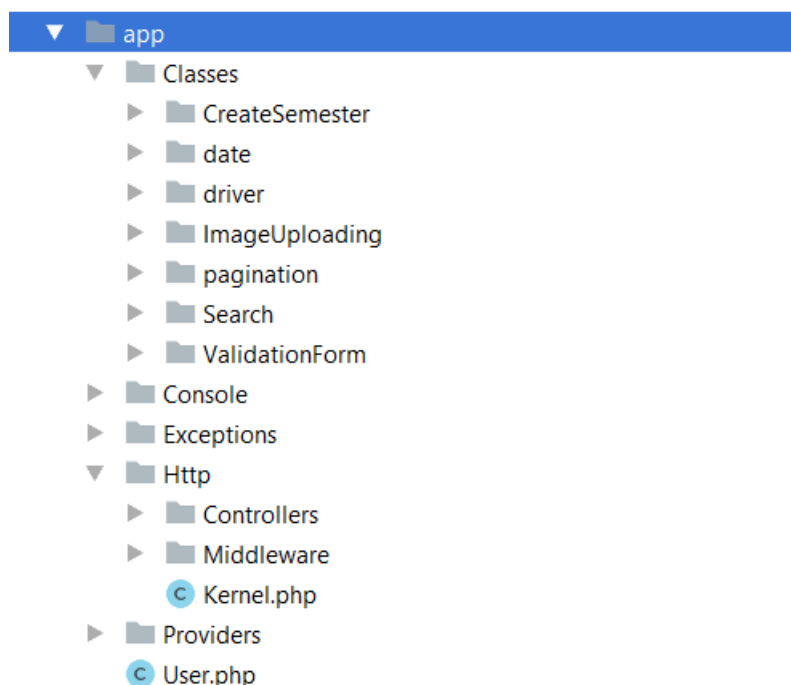 app
Classes
CreateSemester
date
driver
ImageUploading
pagination
Search
ValidationForm
Console
Exceptions
Http
Controllers
Middleware
C Kernel.php
Providers
C User.php